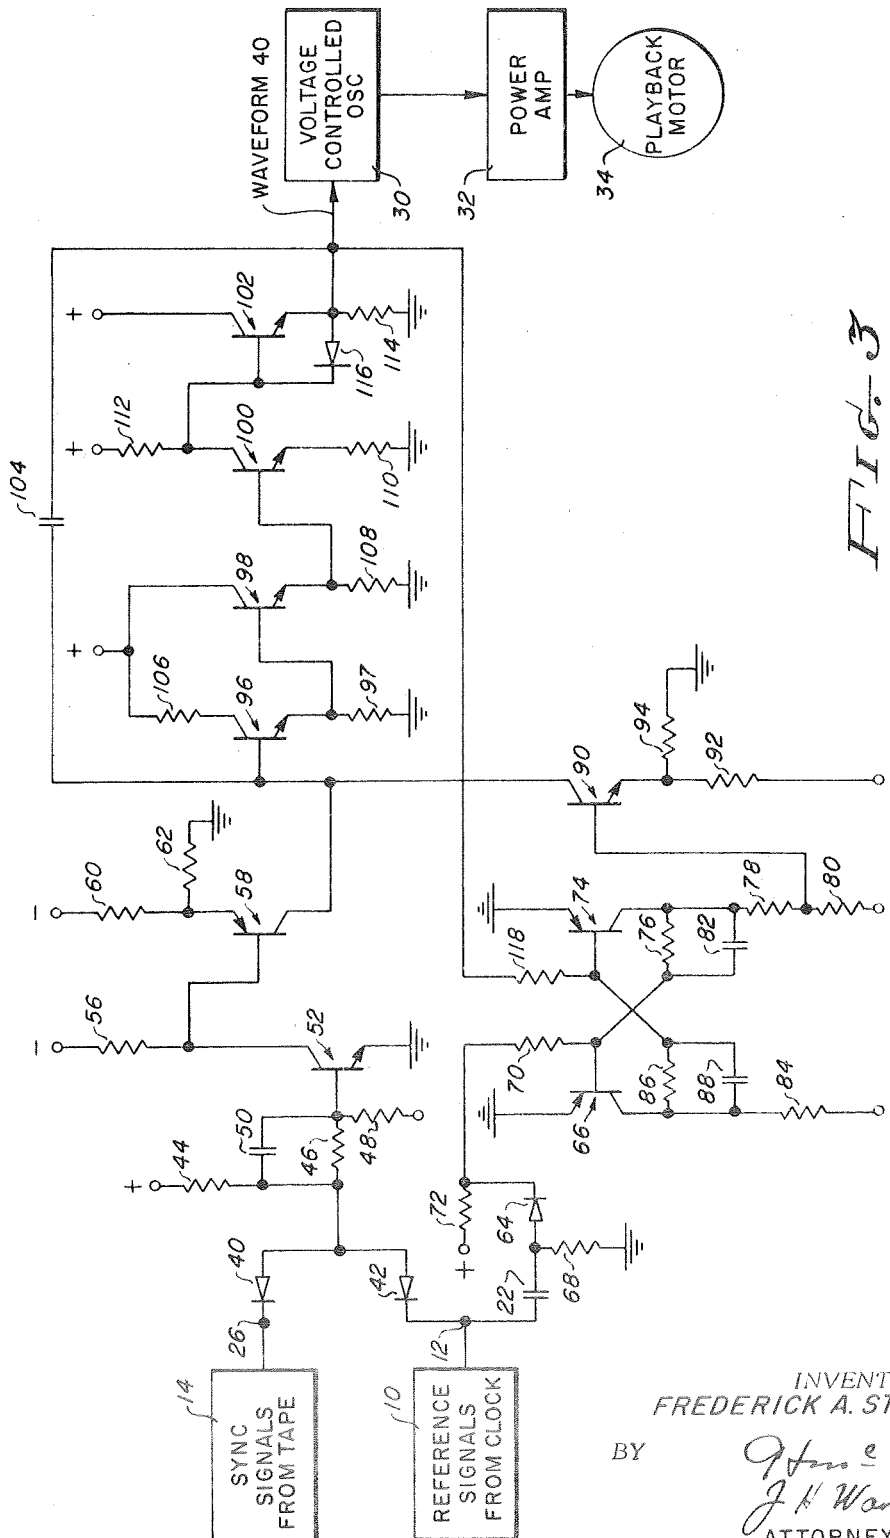 14
SYNC
SIGNALS
FROM TAPE
10
REFERENCE
SIGNALS
FROM CLOCK
26
12
40
42
22
68
64
72
+
+
44
50
46
48
52
56
−
60
−
62
58
70
118
66
74
86
88
84
76
82
78
80
90
94
92
104
+
106
96
97
98
108
+
112
100
110
+
102
116
114
WAVEFORM 40
VOLTAGE
CONTROLLED
OSC
30
POWER
AMP
32
PLAYBACK
MOTOR
34
FIG. 3
INVENT
FREDERICK A. ST
BY
ATTORNEY